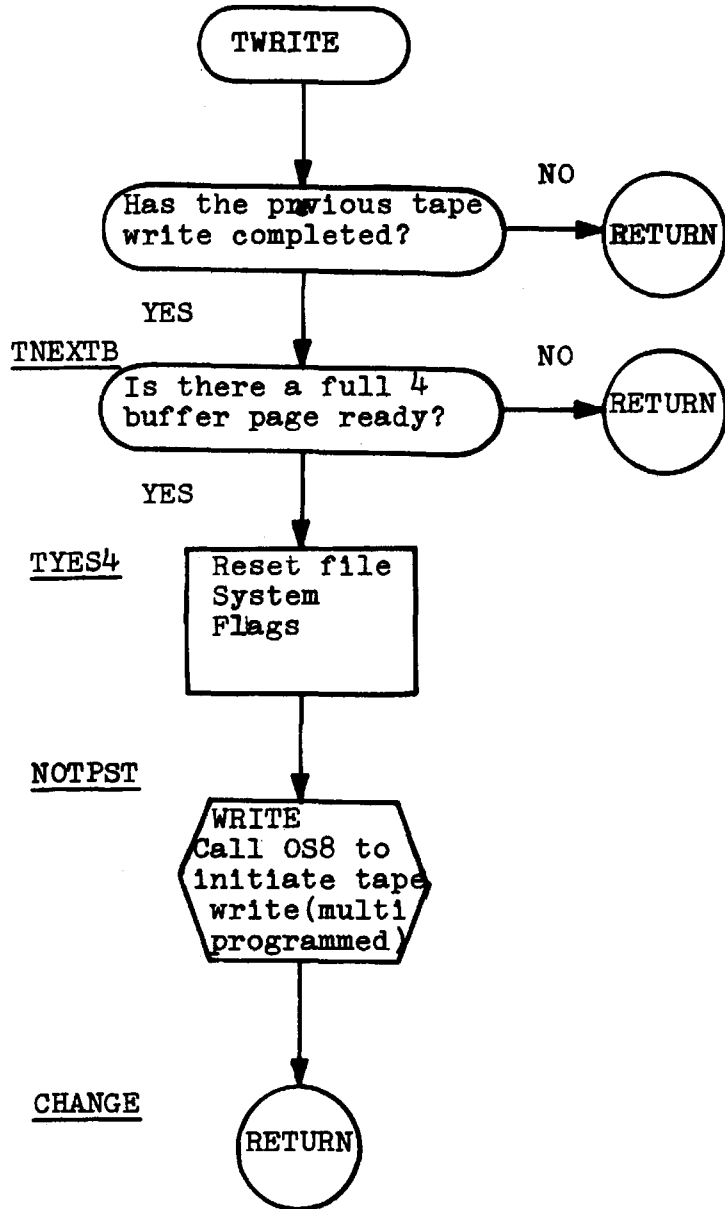 TWRITE
Has the previous tape
write completed?
NO
RETURN
YES
TNEXTB
Is there a full 4
buffer page ready?
NO
RETURN
YES
TYES4
Reset file
System
Flags
NOTPST
WRITE
Call OS8 to
initiate tape
write(multi
programmed)
CHANGE
RETURN